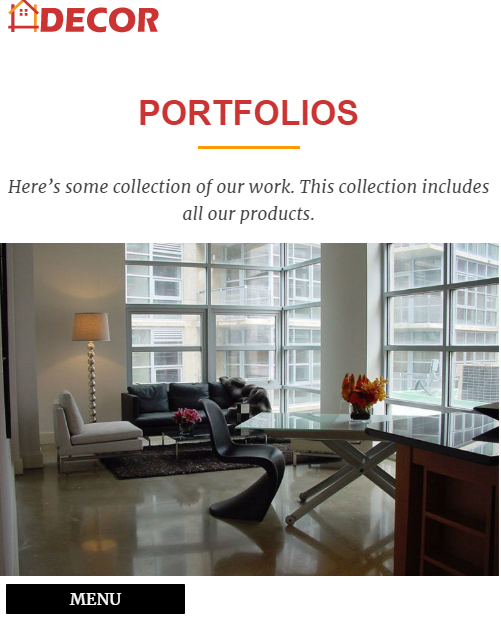 DECOR
PORTFOLIOS
Here’s some collection of our work. This collection includes
all our products.
MENU